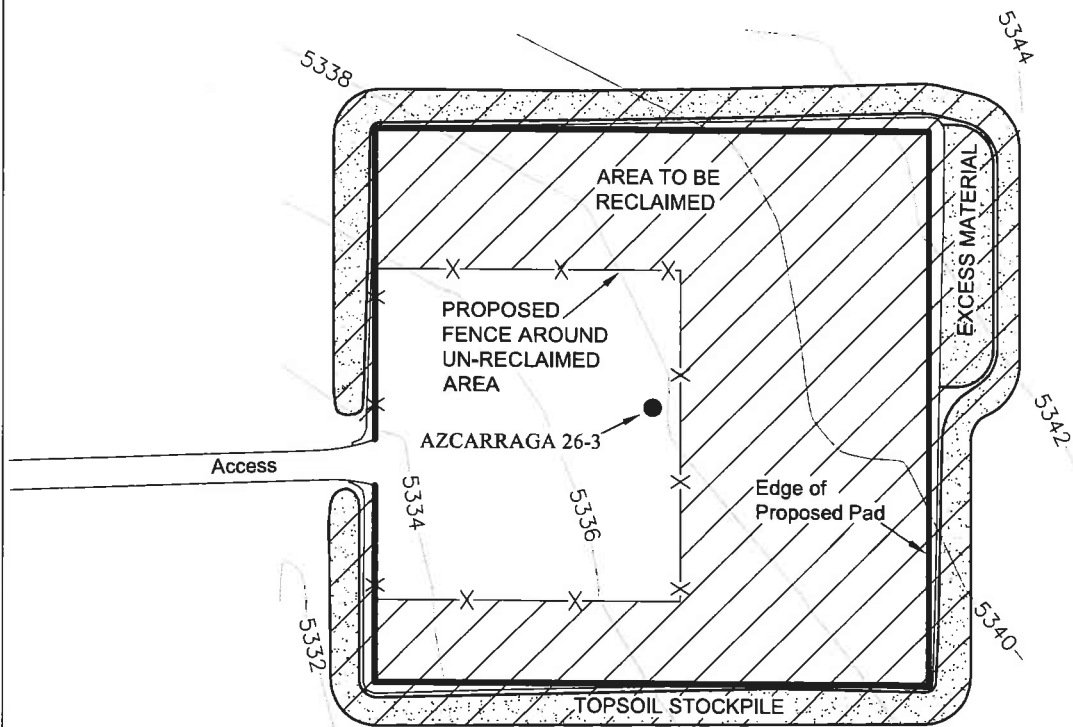 5344
5338
AREA TO BE
RECLAIMED
EXCESS MATERIAL
PROPOSED
FENCE AROUND
UN-RECLAIMED
AREA
AZCARRAGA 26-3
5342
Access
5334
5336
Edge of
Proposed Pad
5332
5340
TOPSOIL STOCKPILE